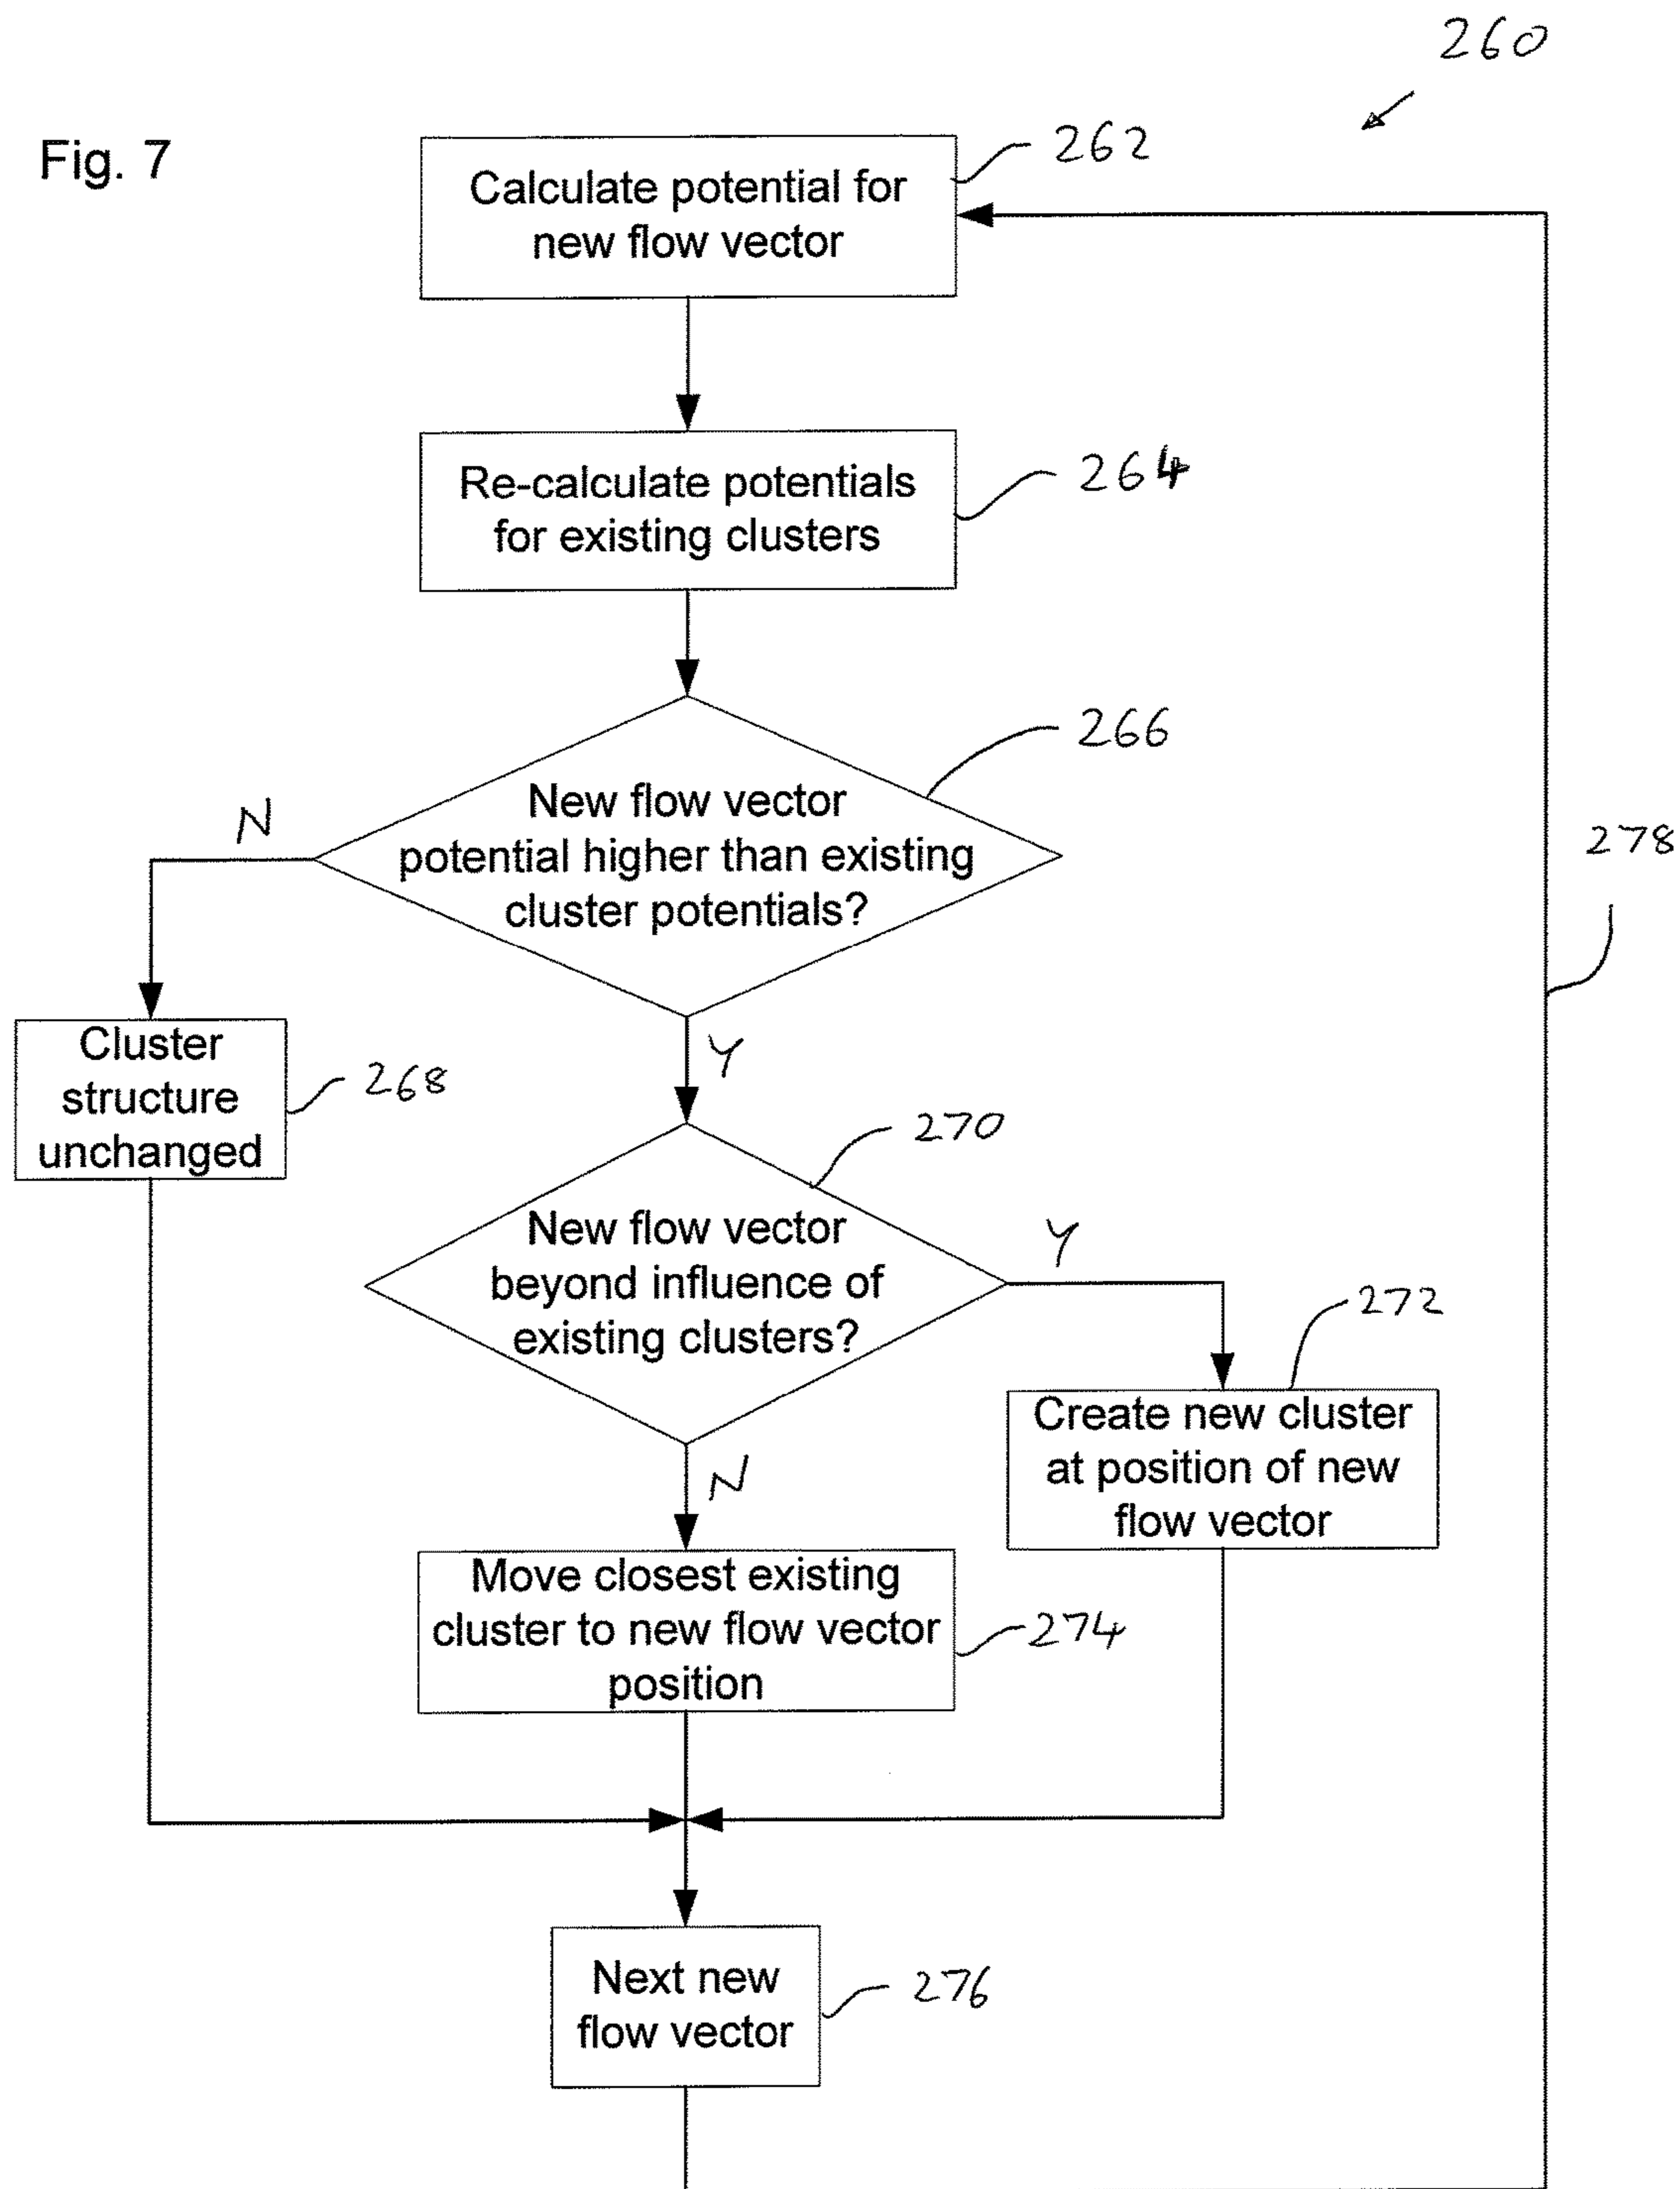 260
Fig. 7
262
Calculate potential for
new flow vector
264
Re-calculate potentials
for existing clusters
266
New flow vector
potential higher than existing
cluster potentials?
N
278
Cluster
structure
unchanged
268
Y
270
New flow vector
beyond influence of
existing clusters?
Y
272
Create new cluster
at position of new
flow vector
N
Move closest existing
cluster to new flow vector
position
274
Next new
flow vector
276